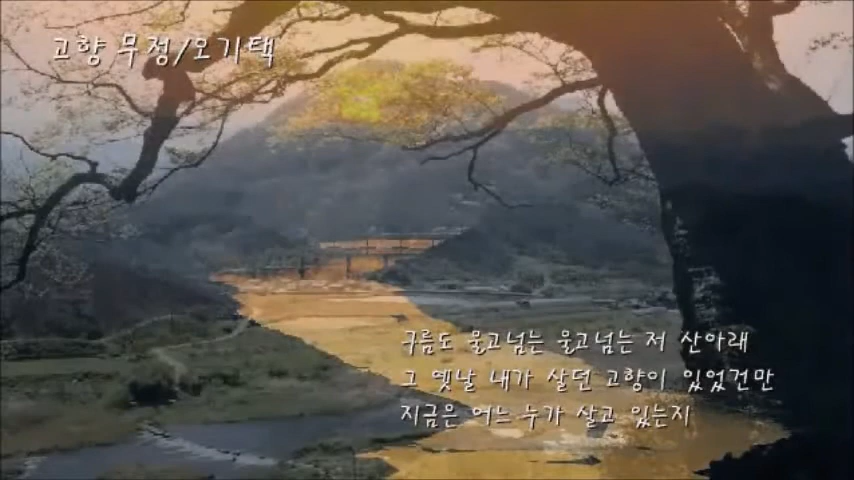 고향 무정/오기택
구름도 울고넘는 울고넘는 저 산아래
그 옛날 내가 살던 고향이 있었건만
지금은 어느 누가 살고 있는지